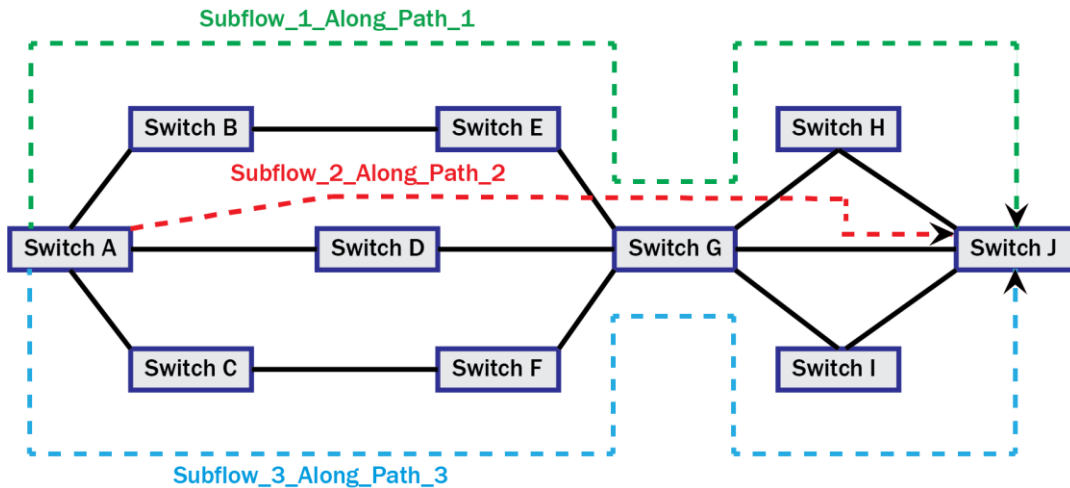 Subflow_1_Along_Path_1
Switch B
Switch E
Switch H
Subflow_2_Along_Path_2
Switch A
Switch D
Switch G
Switch J
Switch C
Switch F
Switch I
Subflow_3_Along_Path_3